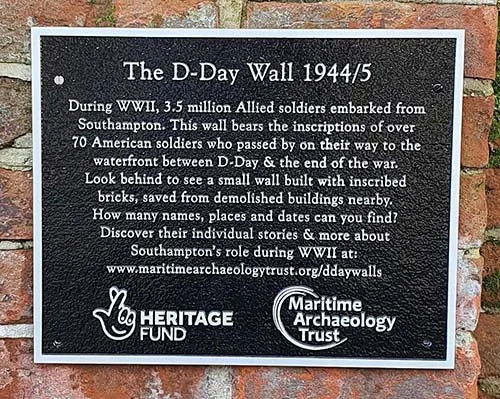 The D-Day Wall 1944/5
During WWII, 3.5 million Allied soldiers embarked from
Southampton. This wall bears the inscriptions of over
70 American soldiers who passed by on their way to the
waterfront between D-Day & the end of the war.
Look behind to see a small wall built with inscribed
bricks, saved from demolished buildings nearby.
How many names, places and dates can you find?
Discover their individual stories & more about
Southampton's role during WWII at:
www.maritimearchaeologytrust.org/ddaywalls
HERITAGE
FUND
Maritime
Archaeology
Trust